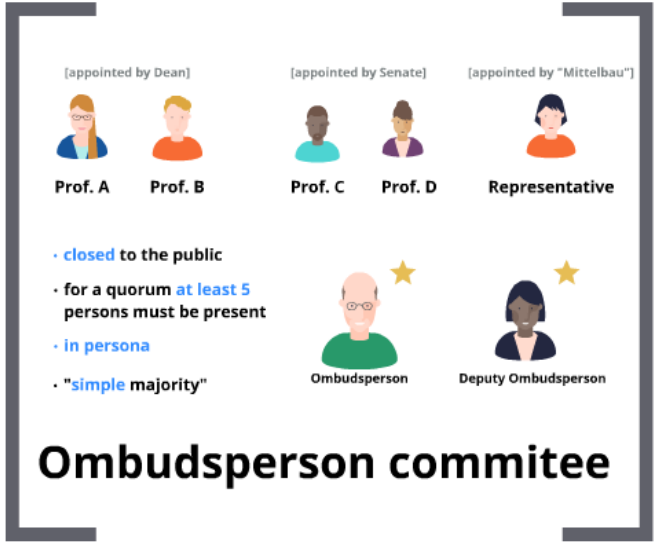 [appointed by Dean] [appointed by Senate] [appointed by "Mittelbau"]
Prof. A Prof. B Prof. C Prof. D Representative
· closed to the public
· for a quorum at least 5
persons must be present
· in persona
· "simple majority"
Ombudsperson Deputy Ombudsperson
Ombudsperson commitee